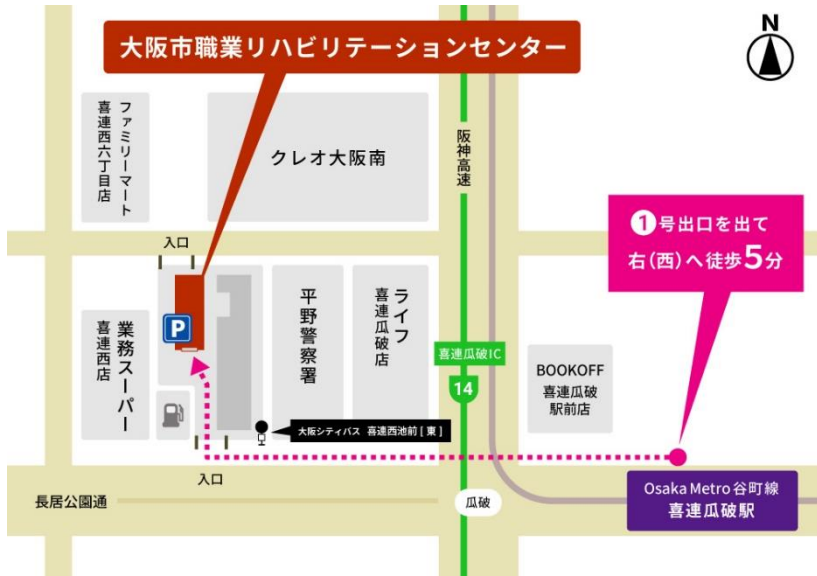 N
大阪市職業リハビリテーションセンター
ファミリーマート
喜連西六丁目店
クレオ大阪南
阪神高速
❶号出口を出て
右(西)へ徒歩5分
入口
P
業務スーパー
喜連西店
平野警察署
ライフ
喜連瓜破店
喜連瓜破IC
14
BOOKOFF
喜連瓜破
駅前店
大阪シティバス 喜連西池前[東]
入口
長居公園通
瓜破
Osaka Metro 谷町線
喜連瓜破駅